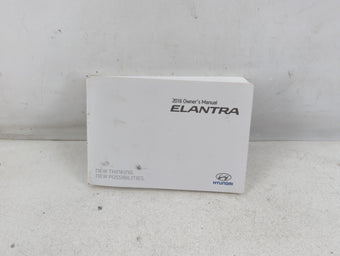 2016 Owner's Manual
ELANTRA
NEW THINKING.
NEW POSSIBILITIES.
HYUNDAI